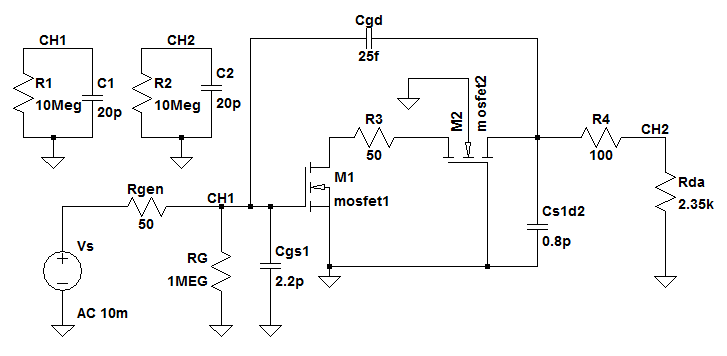 Cgd
25f
CH1
R1
10Meg
C1
20p
CH2
R2
10Meg
C2
20p
R3
50
M2
mosfet2
R4
100
CH2
Rda
2.35k
M1
mosfet1
Rgen
50
CH1
Cs1d2
0.8p
Vs
AC 10m
RG
1MEG
Cgs1
2.2p